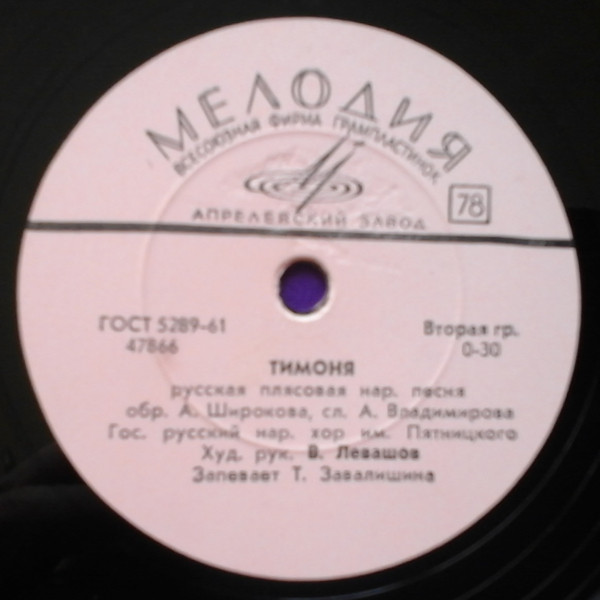 МЕЛОДИЯ
ВСЕСОЮЗНАЯ ФИРМА ГРАМПЛАСТИНОК
АПРЕЛЕВСКИЙ ЗАВОД
78
ГОСТ 5289-61
Вторая гр.
47866
0-30
ТИМОНЯ
русская плясовая нар. песня
обр. А. Широкова, сл. А. Владимирова
Гос. русский нар. хор им. Пятницкого
Худ. рук. В. Левашов
Запевает Т. Завалишина